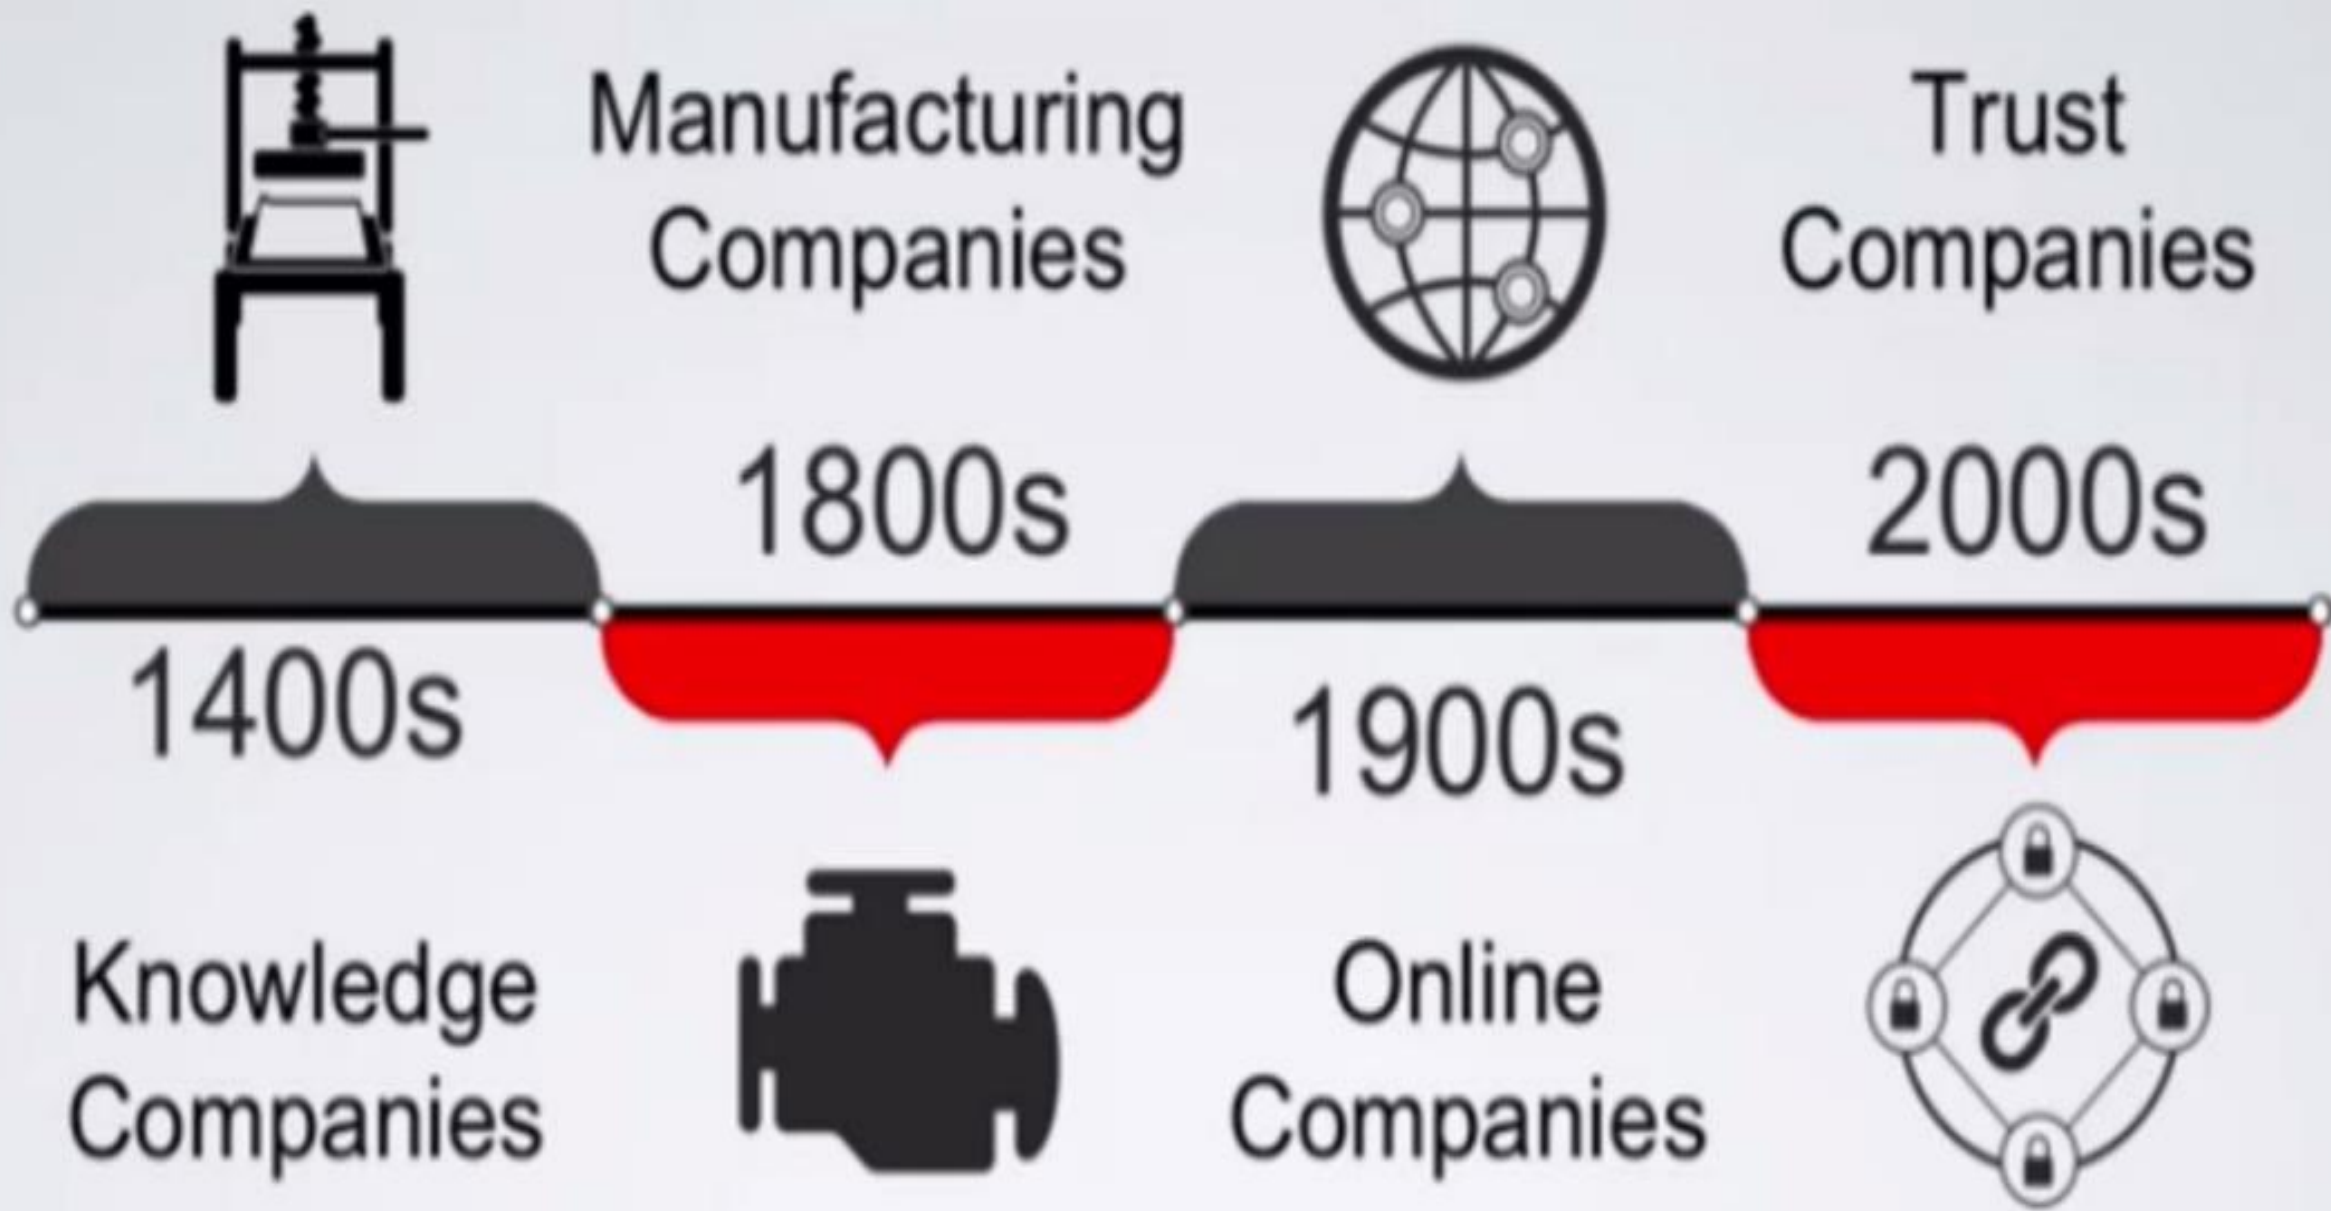 Manufacturing
Companies
Trust
Companies
1800s
2000s
1400s
1900s
Knowledge
Companies
Online
Companies